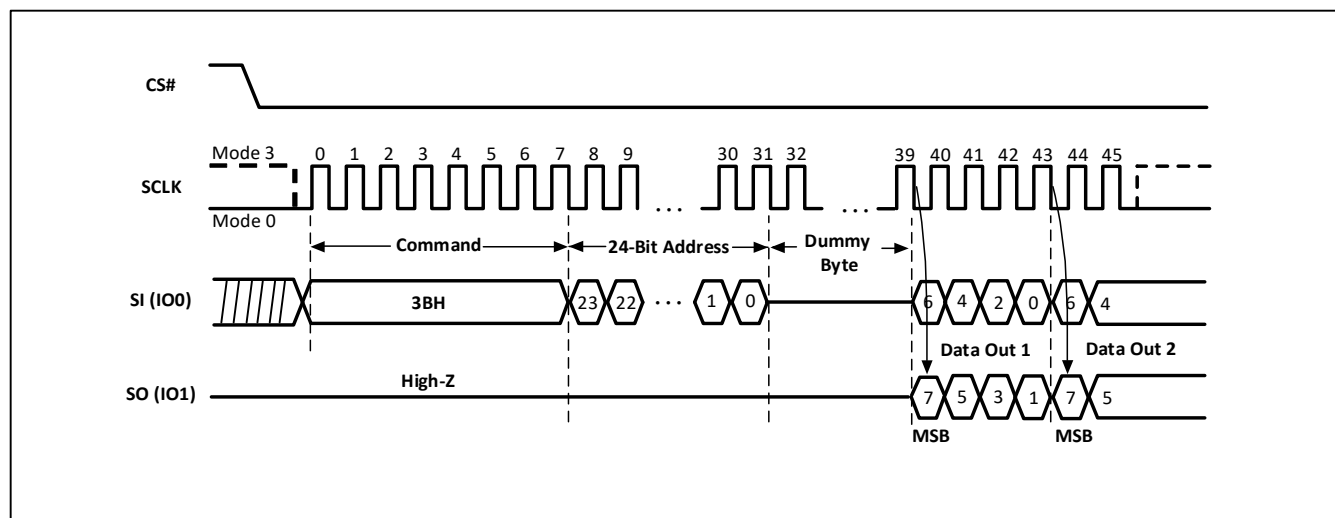 CS#
Mode 3
0 1 2 3 4 5 6 7 8 9 30 31 32 39 40 41 42 43 44 45
SCLK
... ...
Mode 0
Command 24-Bit Address Dummy
Byte
SI (IO0) 3BH 23 22 ... 1 0 6 4 2 0 6 4
Data Out 1 Data Out 2
High-Z
SO (IO1) 7 5 3 1 7 5
MSB MSB